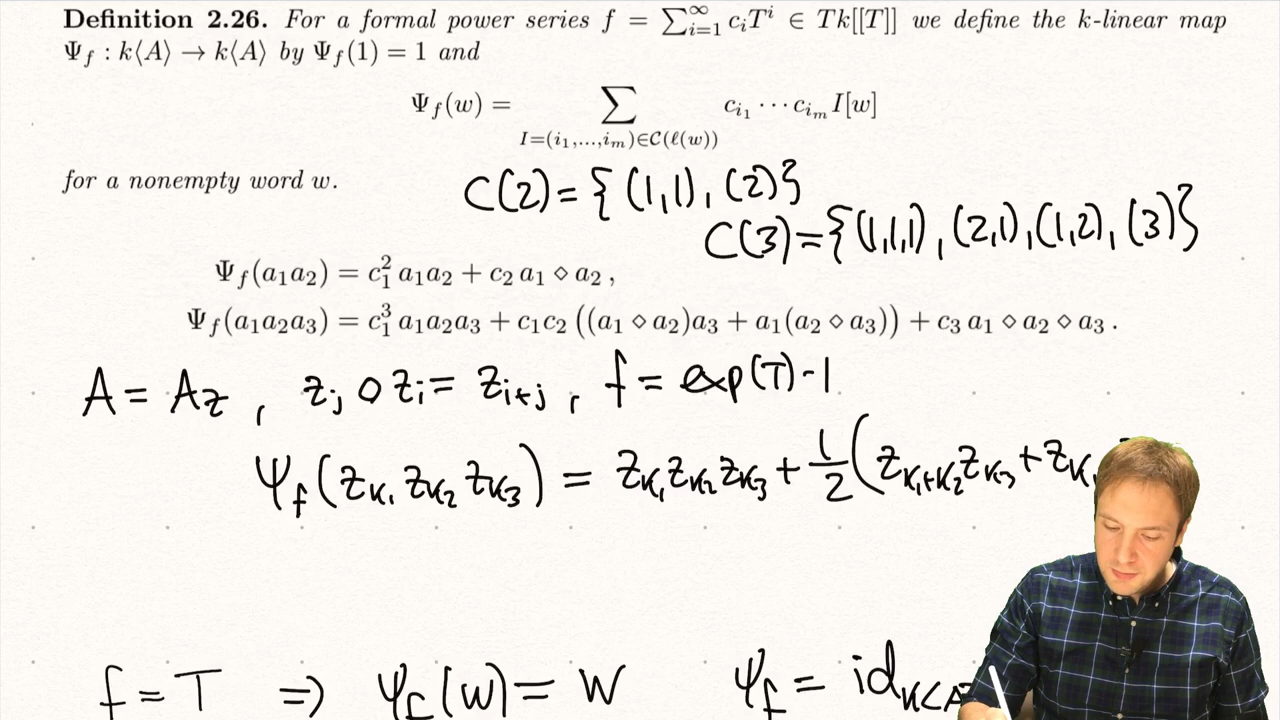 Definition 2.26. For a formal power series f = ∑_{i=1}^{∞} c_i T^i ∈ Tk[[T]] we define the k-linear map
Ψ_f : k⟨A⟩ → k⟨A⟩ by Ψ_f(1) = 1 and
Ψ_f(w) = ∑_{I=(i_1,...,i_m)∈C(ℓ(w))} c_{i_1} ··· c_{i_m} I[w]
for a nonempty word w.
C(2) = {(1,1), (2)}
C(3) = {(1,1,1), (2,1), (1,2), (3)}
Ψ_f(a_1a_2) = c_1^2 a_1a_2 + c_2 a_1 ⋄ a_2 ,
Ψ_f(a_1a_2a_3) = c_1^3 a_1a_2a_3 + c_1c_2 ((a_1 ⋄ a_2)a_3 + a_1(a_2 ⋄ a_3)) + c_3 a_1 ⋄ a_2 ⋄ a_3 .
A = A_z , z_j ⋄ z_i = z_{i+j} , f = exp(T) - 1
Ψ_f(z_{k_1} z_{k_2} z_{k_3}) = z_{k_1} z_{k_2} z_{k_3} + 1/2 (z_{k_1+k_2} z_{k_3} + z_{k_1}
f = T ⇒ Ψ_f(w) = w Ψ_f = id_{k<A